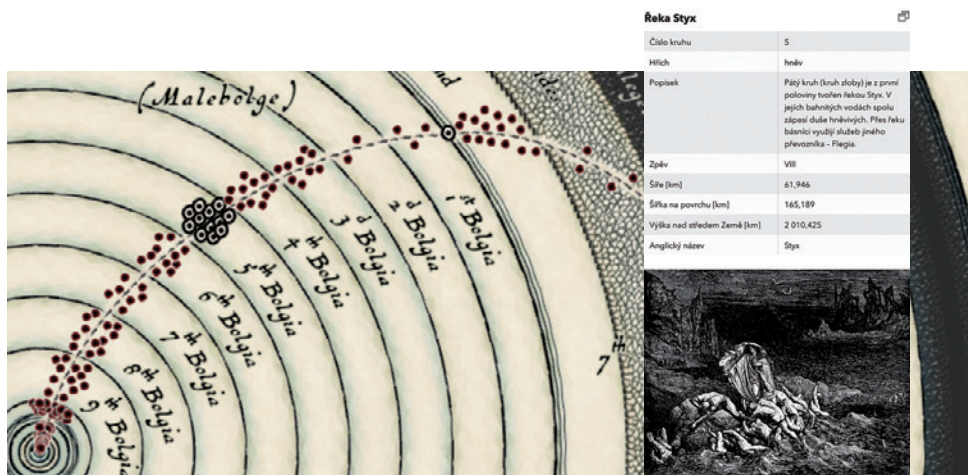 Řeka Styx
Číslo kruhu 5
Hřích hněv
Popisek Pátý kruh (kruh zloby) je z první
poloviny tvořen řekou Styx. V
jejích bahnitých vodách spolu
zápasí duše hněvivých. Přes řeku
básníci využijí služeb jiného
převozníka - Flegia.
Zpěv VIII
Šíře [km] 61,946
Šířka na povrchu [km] 165,189
Výška nad středem Země [km] 2 010,425
Anglický název Styx
(Malebolge)
1st Bolgia
2d Bolgia
3d Bolgia
4th Bolgia
5th Bolgia
6th Bolgia
7th Bolgia
8th Bolgia
9th Bolgia
7th